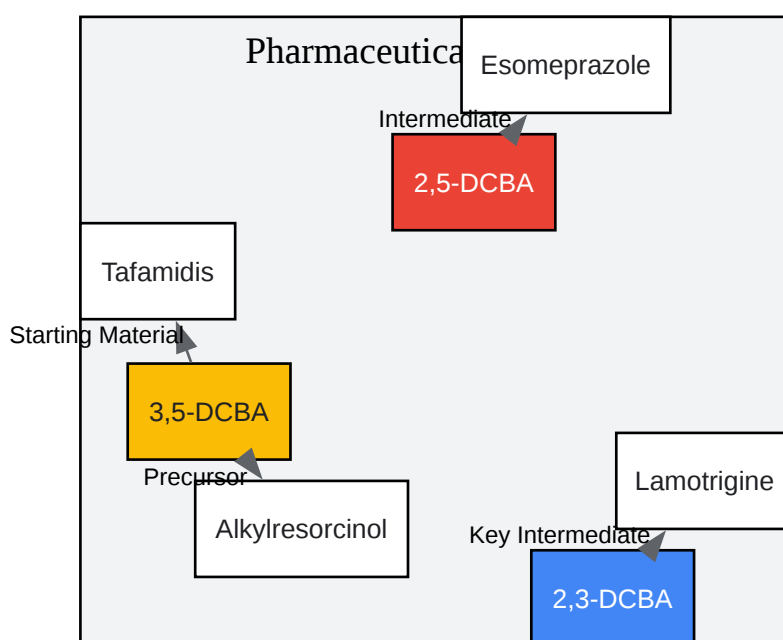 Pharmaceutica
Esomeprazole
Intermediate
2,5-DCBA
Tafamidis
Starting Material
3,5-DCBA
Precursor
Alkylresorcinol
Lamotrigine
Key Intermediate
2,3-DCBA